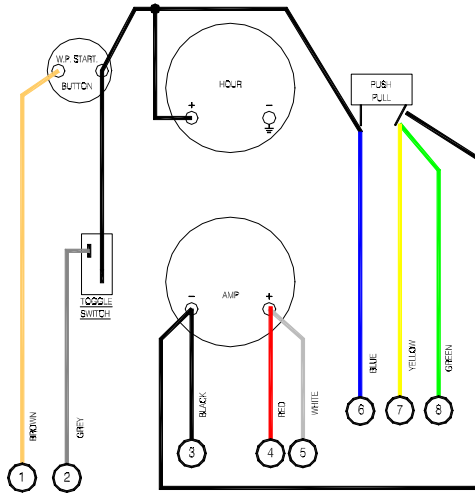 W.P. START.
BUTTON
HOUR
+
−
PUSH
PULL
TOGGLE
SWITCH
AMP
−
+
BROWN
GREY
BLACK
RED
WHITE
BLUE
YELLOW
GREEN
1
2
3
4
5
6
7
8